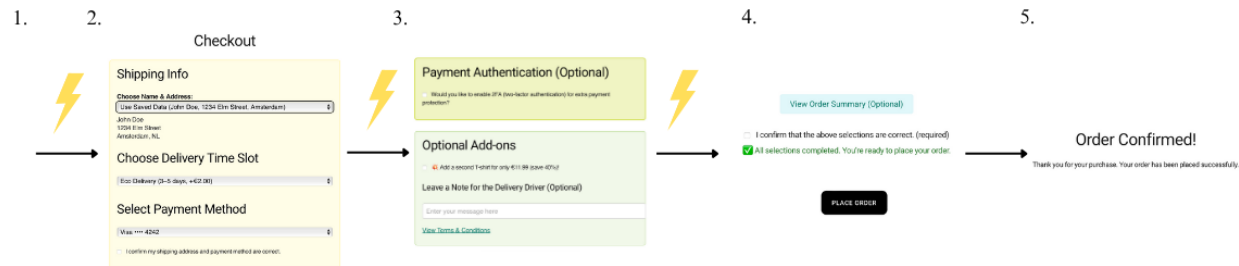 1.
2.
3.
4.
5.
Checkout
Shipping Info
Choose Name & Address:
Use Saved Data (John Doe, 1234 Elm Street, Amsterdam)
John Doe
1234 Elm Street
Amsterdam, NL
Choose Delivery Time Slot
Eco Delivery (3–5 days, +€2.00)
Select Payment Method
Visa •••• 4242
I confirm my shipping address and payment method are correct.
Payment Authentication (Optional)
Would you like to enable 2FA (two-factor authentication) for extra payment
protection?
Optional Add-ons
Add a second T-shirt for only €11.99 (save 40%)!
Leave a Note for the Delivery Driver (Optional)
Enter your message here
View Terms & Conditions
View Order Summary (Optional)
I confirm that the above selections are correct. (required)
All selections completed. You're ready to place your order.
PLACE ORDER
Order Confirmed!
Thank you for your purchase. Your order has been placed successfully.